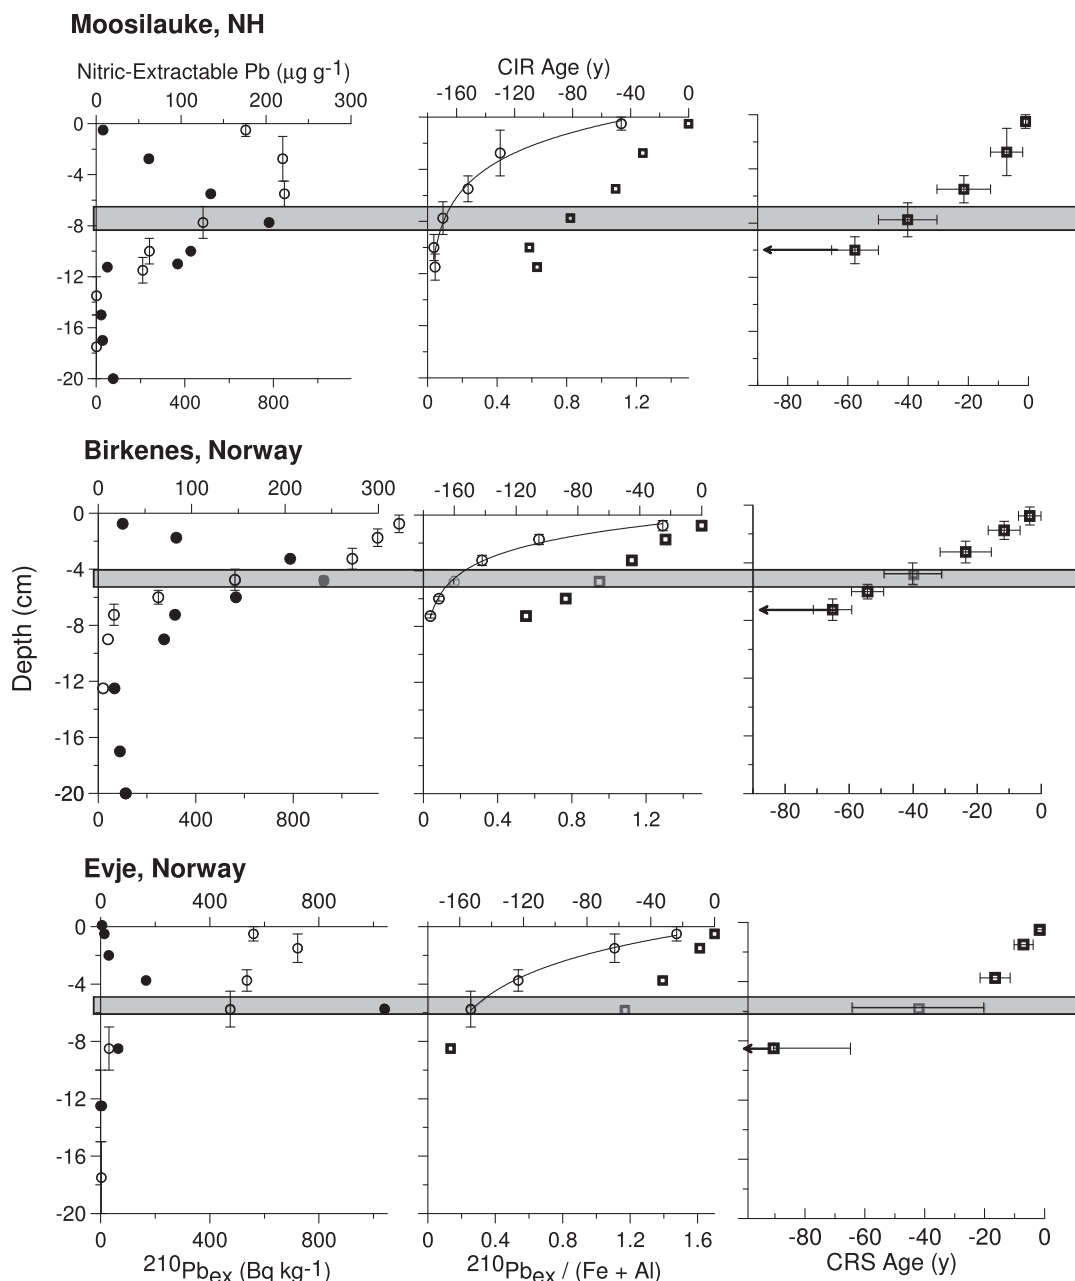 Moosilauke, NH
Nitric-Extractable Pb (μg g-1)
CIR Age (y)
0 100 200 300
-160 -120 -80 -40 0
0
-4
-8
-12
-16
-20
0 400 800
0 0.4 0.8 1.2
-80 -60 -40 -20 0
Birkenes, Norway
0 100 200 300
-160 -120 -80 -40 0
0
-4
-8
-12
-16
-20
Depth (cm)
0 400 800
0 0.4 0.8 1.2
-80 -60 -40 -20 0
Evje, Norway
0 400 800
-160 -120 -80 -40 0
0
-4
-8
-12
-16
-20
0 400 800
0 0.4 0.8 1.2 1.6
-80 -60 -40 -20 0
210Pbex (Bq kg-1)
210Pbex / (Fe + Al)
CRS Age (y)